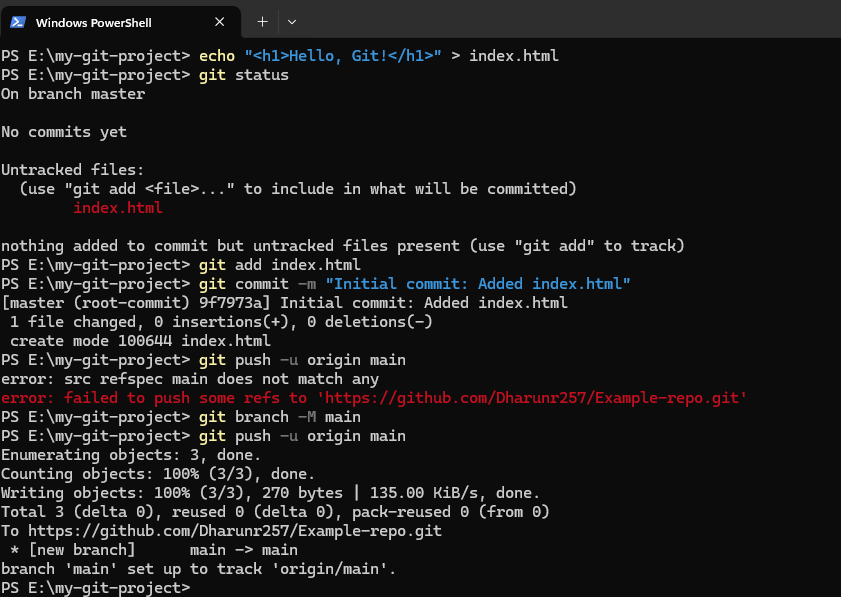 Windows PowerShell
PS E:\my-git-project> echo "<h1>Hello, Git!</h1>" > index.html
PS E:\my-git-project> git status
On branch master
No commits yet
Untracked files:
  (use "git add <file>..." to include in what will be committed)
        index.html
nothing added to commit but untracked files present (use "git add" to track)
PS E:\my-git-project> git add index.html
PS E:\my-git-project> git commit -m "Initial commit: Added index.html"
[master (root-commit) 9f7973a] Initial commit: Added index.html
 1 file changed, 0 insertions(+), 0 deletions(-)
 create mode 100644 index.html
PS E:\my-git-project> git push -u origin main
error: src refspec main does not match any
error: failed to push some refs to 'https://github.com/Dharunr257/Example-repo.git'
PS E:\my-git-project> git branch -M main
PS E:\my-git-project> git push -u origin main
Enumerating objects: 3, done.
Counting objects: 100% (3/3), done.
Writing objects: 100% (3/3), 270 bytes | 135.00 KiB/s, done.
Total 3 (delta 0), reused 0 (delta 0), pack-reused 0 (from 0)
To https://github.com/Dharunr257/Example-repo.git
 * [new branch]      main -> main
branch 'main' set up to track 'origin/main'.
PS E:\my-git-project>